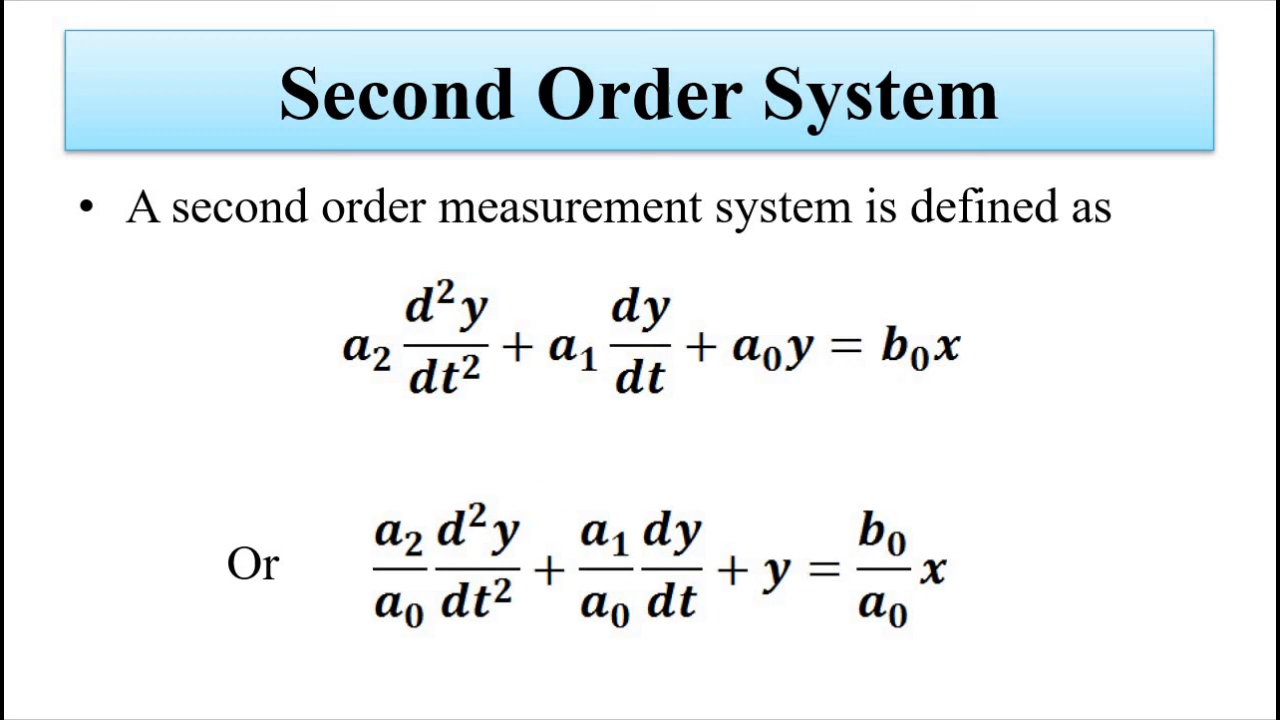 Second Order System
• A second order measurement system is defined as
a₂ d²y/dt² + a₁ dy/dt + a₀y = b₀x
Or a₂/a₀ d²y/dt² + a₁/a₀ dy/dt + y = b₀/a₀ x